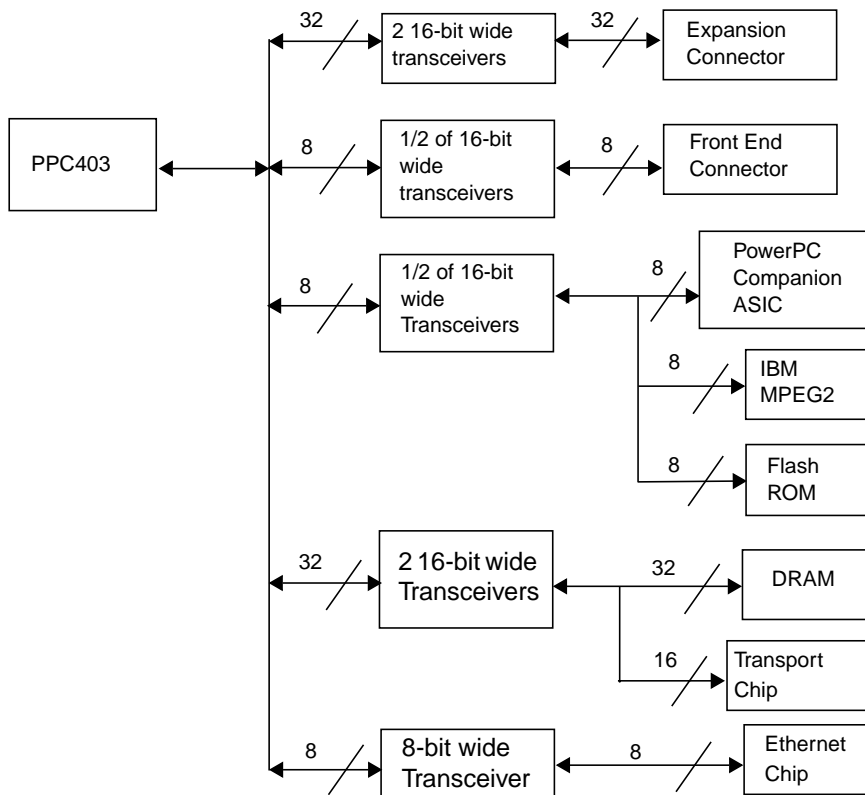 32
2 16-bit wide
transceivers
32
Expansion
Connector
PPC403
8
1/2 of 16-bit
wide
transceivers
8
Front End
Connector
8
1/2 of 16-bit
wide
Transceivers
8
PowerPC
Companion
ASIC
8
IBM
MPEG2
8
Flash
ROM
32
2 16-bit wide
Transceivers
32
DRAM
16
Transport
Chip
8
8-bit wide
Transceiver
8
Ethernet
Chip